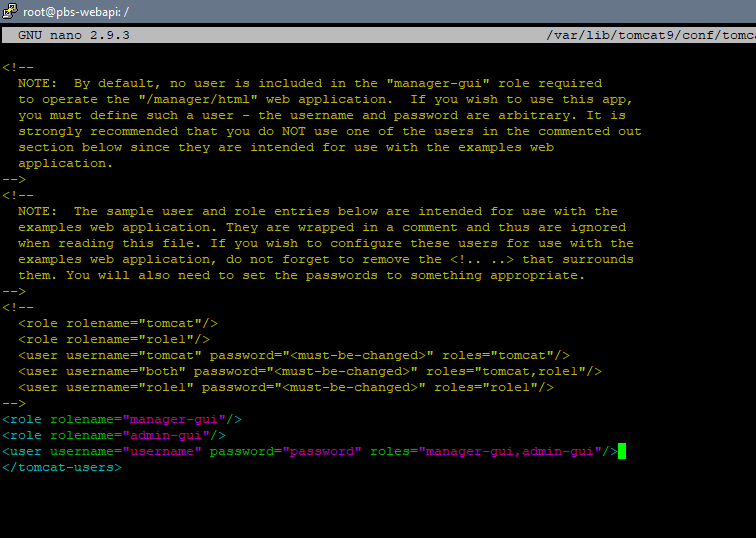 root@pbs-webapi: /
GNU nano 2.9.3 /var/lib/tomcat9/conf/tomca
<!--
NOTE:  By default, no user is included in the "manager-gui" role required
to operate the "/manager/html" web application.  If you wish to use this app,
you must define such a user - the username and password are arbitrary. It is
strongly recommended that you do NOT use one of the users in the commented out
section below since they are intended for use with the examples web
application.
-->
<!--
NOTE:  The sample user and role entries below are intended for use with the
examples web application. They are wrapped in a comment and thus are ignored
when reading this file. If you wish to configure these users for use with the
examples web application, do not forget to remove the <!.. ..> that surrounds
them. You will also need to set the passwords to something appropriate.
-->
<!--
<role rolename="tomcat"/>
<role rolename="role1"/>
<user username="tomcat" password="<must-be-changed>" roles="tomcat"/>
<user username="both" password="<must-be-changed>" roles="tomcat,role1"/>
<user username="role1" password="<must-be-changed>" roles="role1"/>
-->
<role rolename="manager-gui"/>
<role rolename="admin-gui"/>
<user username="username" password="password" roles="manager-gui,admin-gui"/>
</tomcat-users>